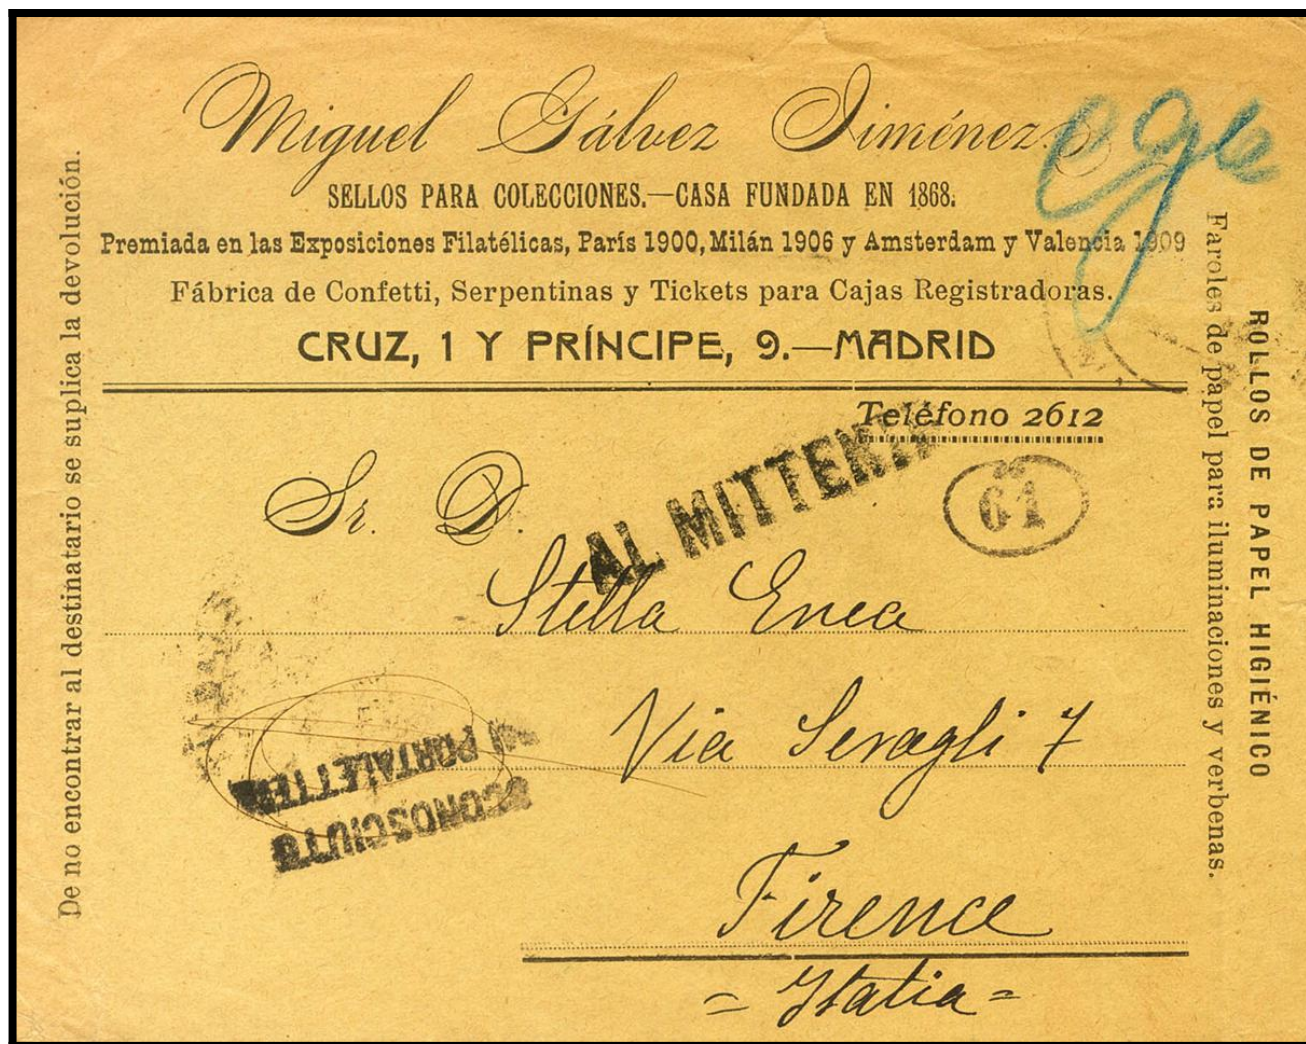 Miguel Gálvez Jiménez.
SELLOS PARA COLECCIONES.—CASA FUNDADA EN 1868.
Premiada en las Exposiciones Filatélicas, París 1900, Milán 1906 y Amsterdam y Valencia 1909
Fábrica de Confetti, Serpentinas y Tickets para Cajas Registradoras.
CRUZ, 1 Y PRÍNCIPE, 9.—MADRID
Teléfono 2612
AL MITTENTE
61
Sr. D.
Stella Enea
Via Seragli 7
Firence
= Italia =
PORTALETTER
SCONOSCIUTO
De no encontrar al destinatario se suplica la devolución.
Faroles de papel para iluminaciones y verbenas.
ROLLOS DE PAPEL HIGIÉNICO